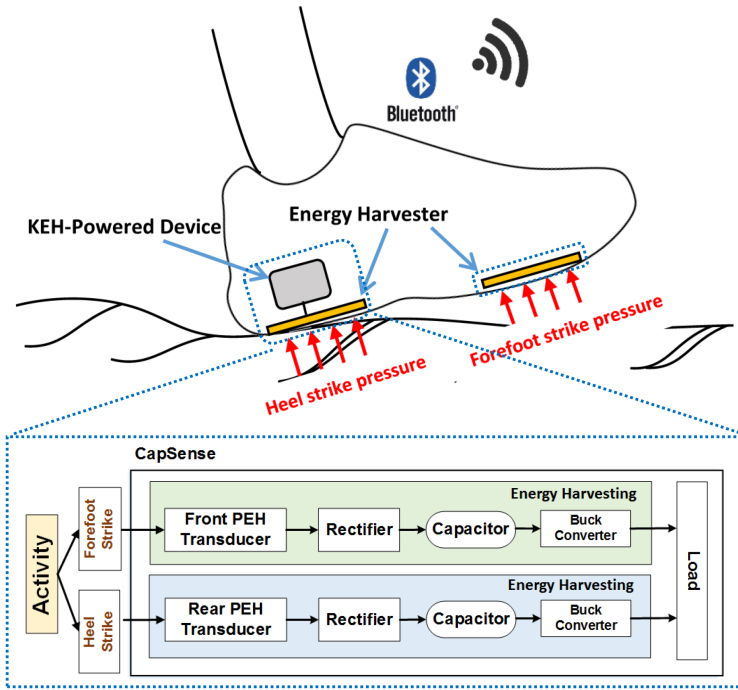 Bluetooth®
KEH-Powered Device
Energy Harvester
Heel strike pressure
Forefoot strike pressure
CapSense
Activity
Forefoot
Strike
Heel
Strike
Energy Harvesting
Front PEH
Transducer
Rectifier
Capacitor
Buck
Converter
Energy Harvesting
Rear PEH
Transducer
Rectifier
Capacitor
Buck
Converter
Load